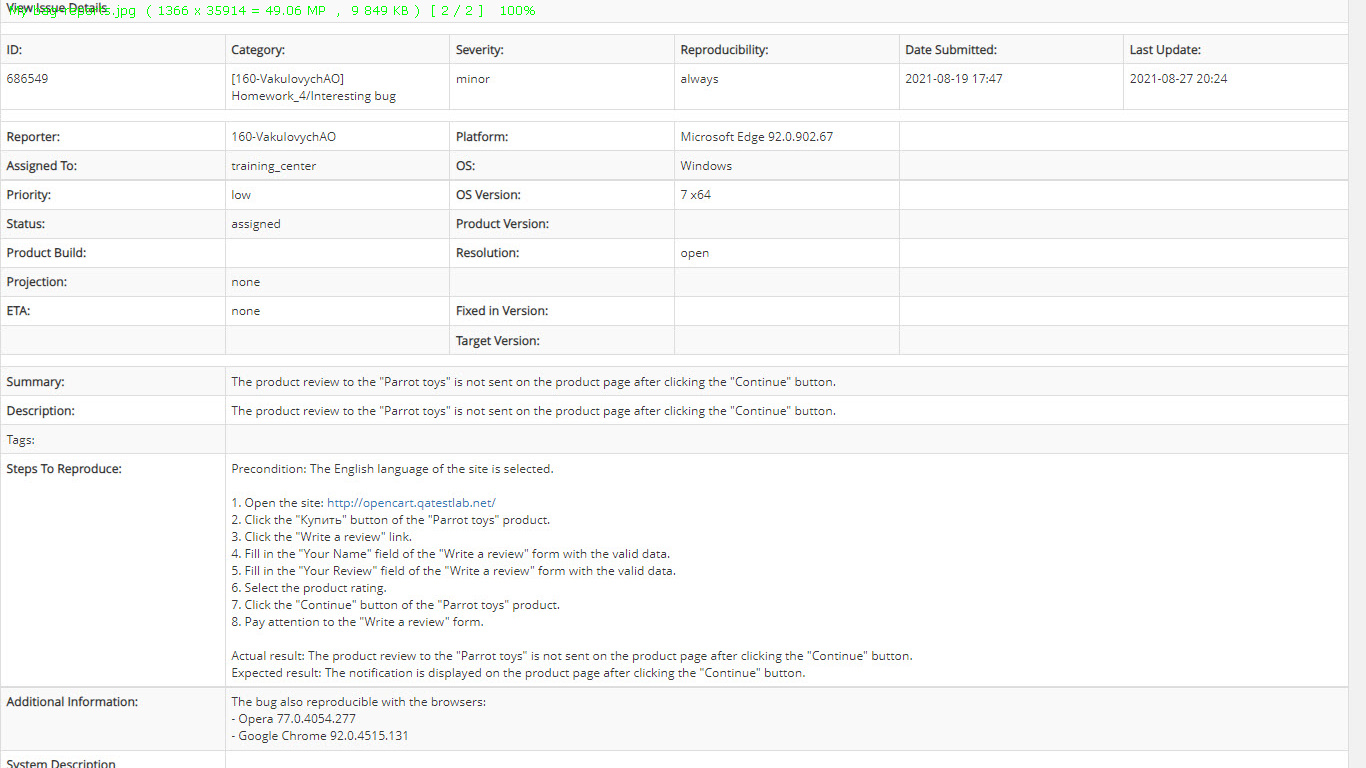 View Issue Details
My-bug-reports.jpg ( 1366 x 35914 = 49.06 MP , 9 849 KB ) [ 2 / 2 ] 100%
ID: Category: Severity: Reproducibility: Date Submitted: Last Update:
686549 [160-VakulovychAO] minor always 2021-08-19 17:47 2021-08-27 20:24
Homework_4/Interesting bug
Reporter: 160-VakulovychAO Platform: Microsoft Edge 92.0.902.67
Assigned To: training_center OS: Windows
Priority: low OS Version: 7 x64
Status: assigned Product Version:
Product Build: Resolution: open
Projection: none
ETA: none Fixed in Version:
Target Version:
Summary: The product review to the "Parrot toys" is not sent on the product page after clicking the "Continue" button.
Description: The product review to the "Parrot toys" is not sent on the product page after clicking the "Continue" button.
Tags:
Steps To Reproduce: Precondition: The English language of the site is selected.
1. Open the site: http://opencart.qatestlab.net/
2. Click the "Купить" button of the "Parrot toys" product.
3. Click the "Write a review" link.
4. Fill in the "Your Name" field of the "Write a review" form with the valid data.
5. Fill in the "Your Review" field of the "Write a review" form with the valid data.
6. Select the product rating.
7. Click the "Continue" button of the "Parrot toys" product.
8. Pay attention to the "Write a review" form.
Actual result: The product review to the "Parrot toys" is not sent on the product page after clicking the "Continue" button.
Expected result: The notification is displayed on the product page after clicking the "Continue" button.
Additional Information: The bug also reproducible with the browsers:
- Opera 77.0.4054.277
- Google Chrome 92.0.4515.131
System Description